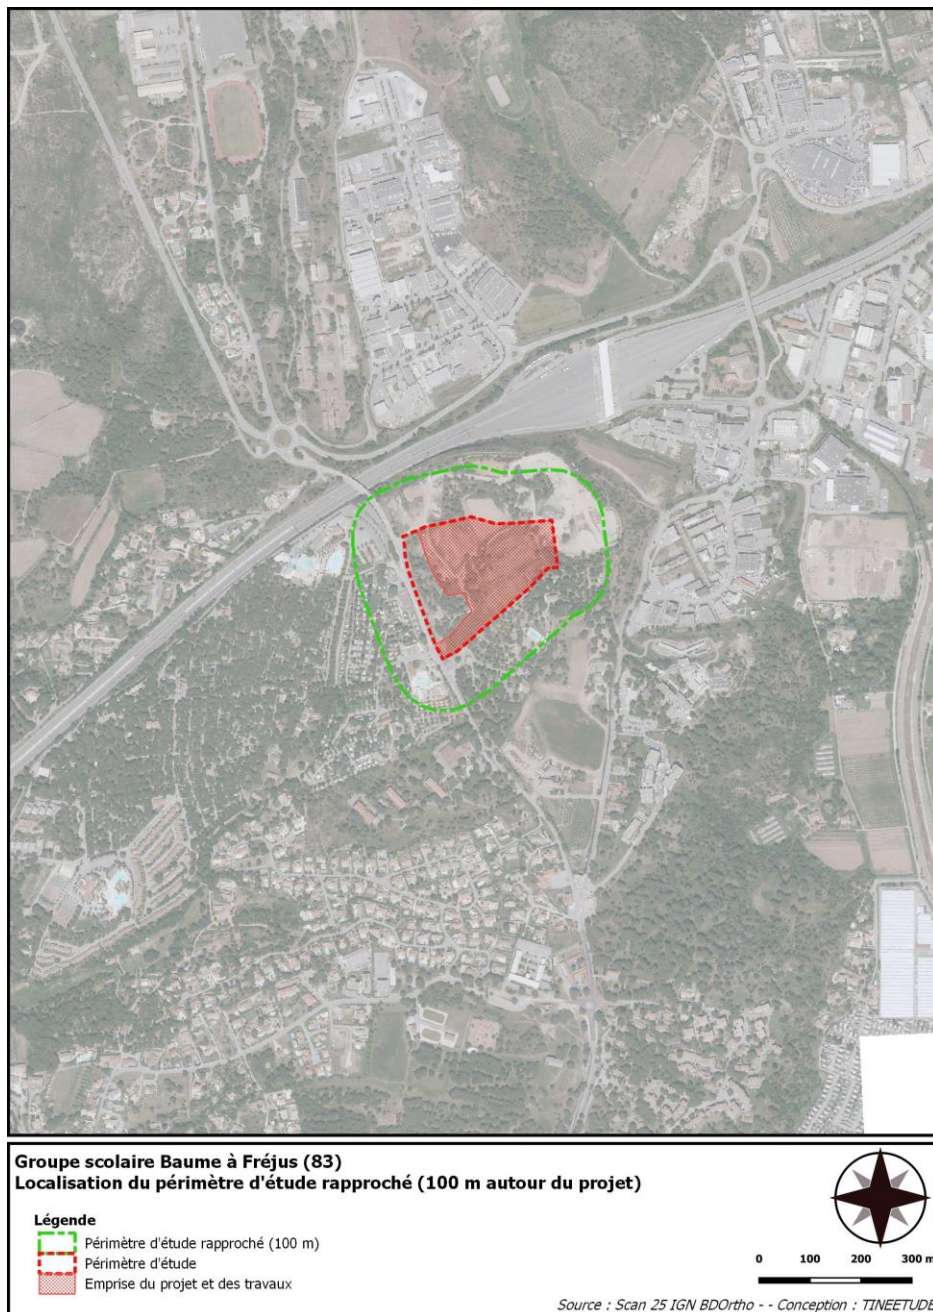 Groupe scolaire Baume à Fréjus (83)
Localisation du périmètre d'étude rapproché (100 m autour du projet)
Légende
Périmètre d'étude rapproché (100 m)
Périmètre d'étude
Emprise du projet et des travaux
0 100 200 300 m
Source : Scan 25 IGN BDOrtho - - Conception : TINEETUDE